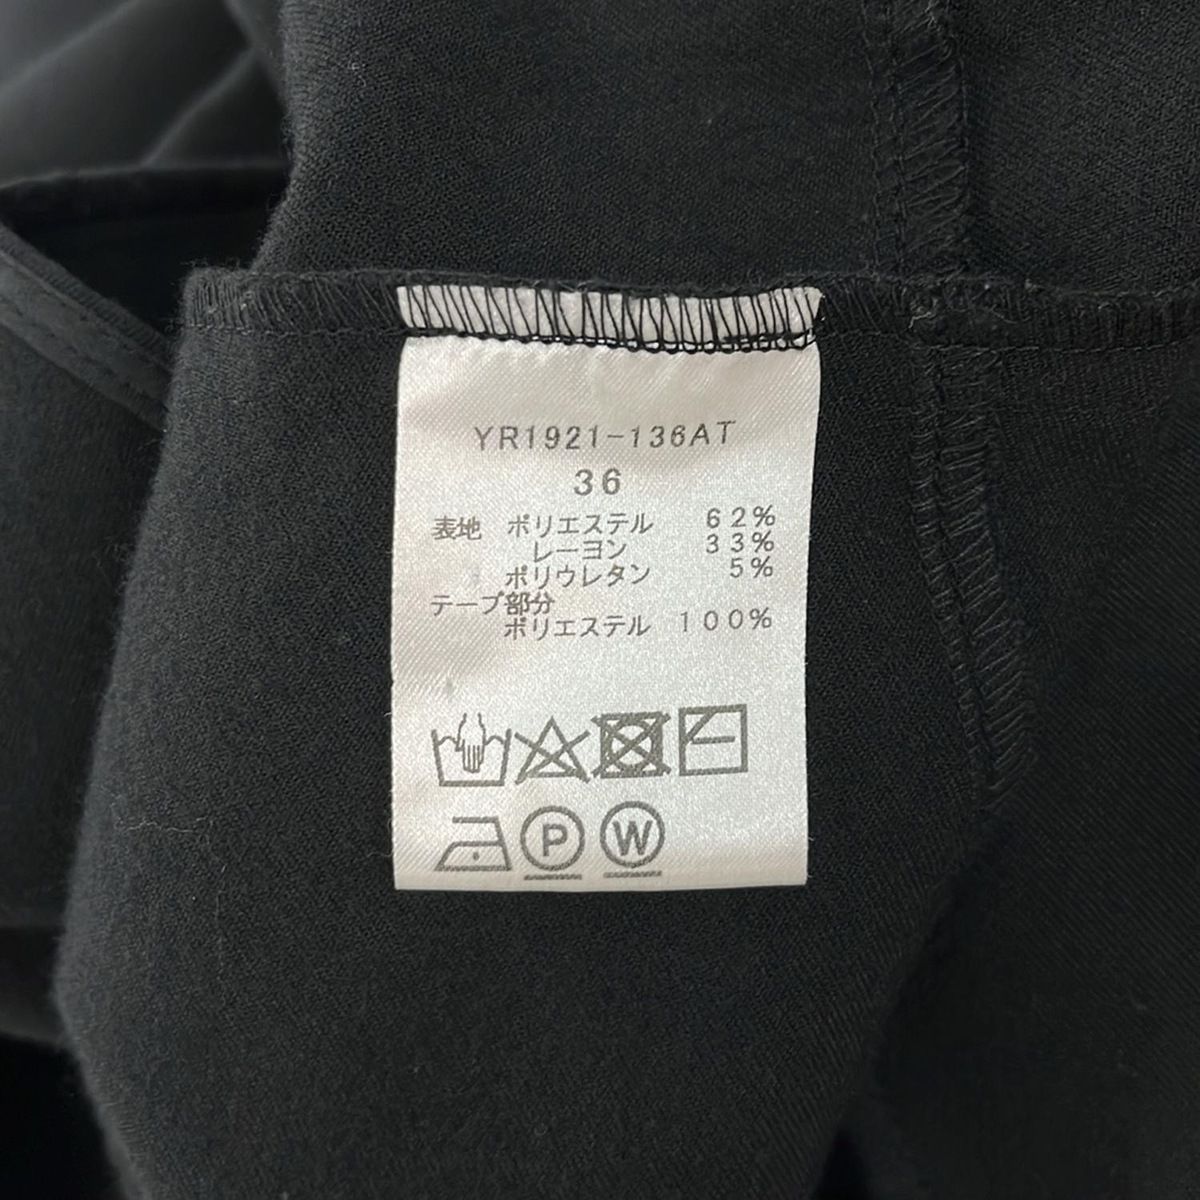 YR1921-136AT
36
表地 ポリエステル 62%
レーヨン 33%
ポリウレタン 5%
テープ部分
ポリエステル 100%
P W